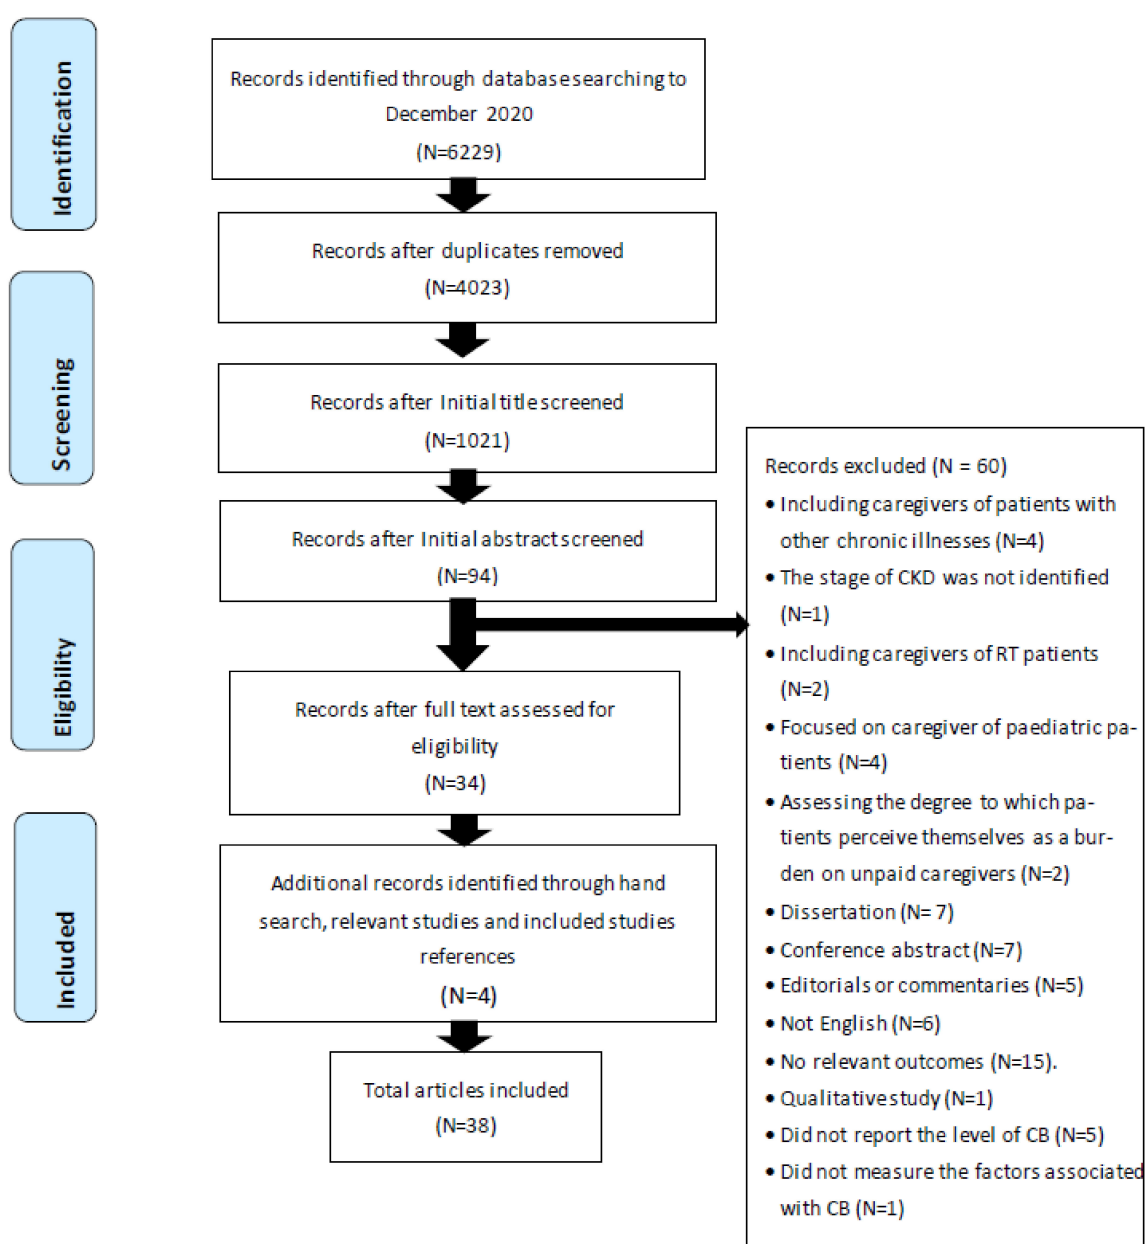 Identification
Records identified through database searching to
December 2020
(N=6229)
Records after duplicates removed
(N=4023)
Screening
Records after Initial title screened
(N=1021)
Records after Initial abstract screened
(N=94)
Eligibility
Records after full text assessed for
eligibility
(N=34)
Included
Additional records identified through hand
search, relevant studies and included studies
references
(N=4)
Total articles included
(N=38)
Records excluded (N = 60)
• Including caregivers of patients with
other chronic illnesses (N=4)
• The stage of CKD was not identified
(N=1)
• Including caregivers of RT patients
(N=2)
• Focused on caregiver of paediatric pa-
tients (N=4)
• Assessing the degree to which pa-
tients perceive themselves as a bur-
den on unpaid caregivers (N=2)
• Dissertation (N= 7)
• Conference abstract (N=7)
• Editorials or commentaries (N=5)
• Not English (N=6)
• No relevant outcomes (N=15).
• Qualitative study (N=1)
• Did not report the level of CB (N=5)
• Did not measure the factors associated
with CB (N=1)